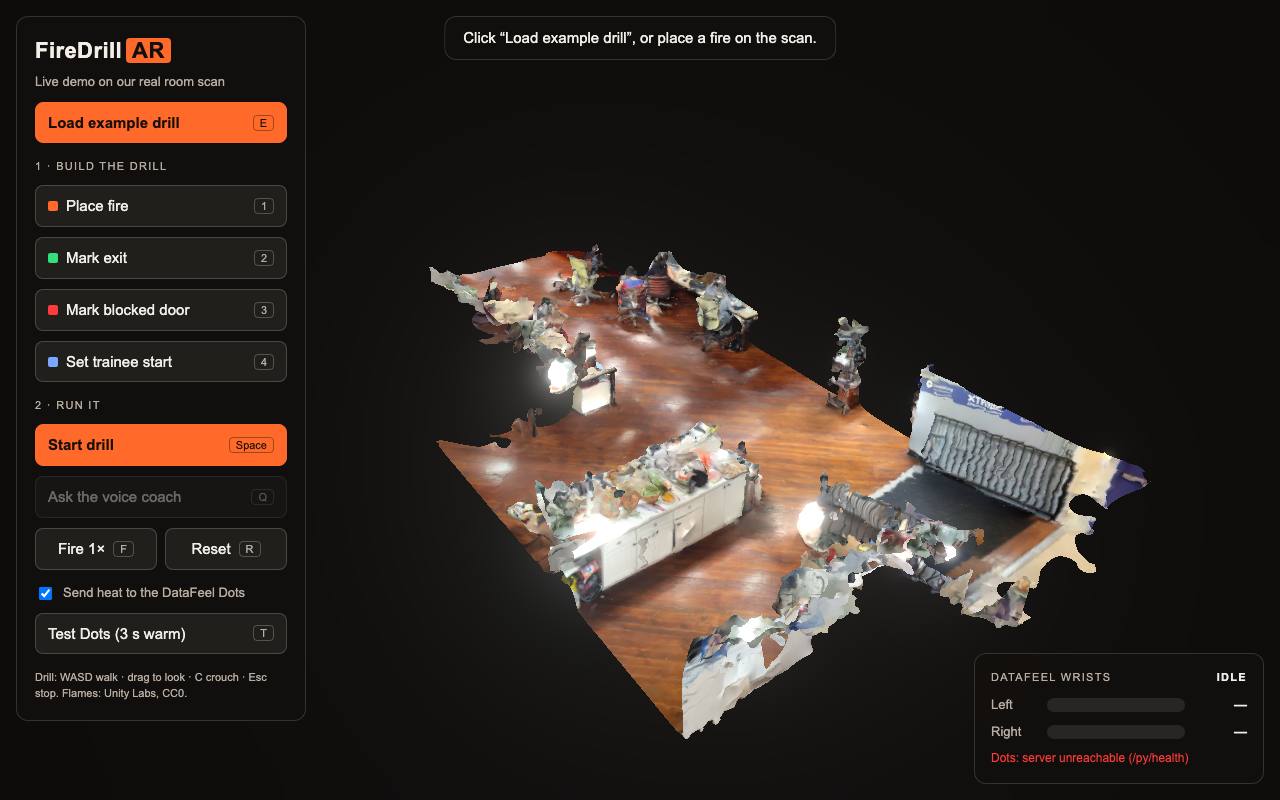 FireDrill AR
Live demo on our real room scan
Load example drill E
1 · BUILD THE DRILL
Place fire 1
Mark exit 2
Mark blocked door 3
Set trainee start 4
2 · RUN IT
Start drill Space
Ask the voice coach Q
Fire 1× F Reset R
Send heat to the DataFeel Dots
Test Dots (3 s warm) T
Drill: WASD walk · drag to look · C crouch · Esc
stop. Flames: Unity Labs, CC0.
Click “Load example drill”, or place a fire on the scan.
DATAFEEL WRISTS IDLE
Left —
Right —
Dots: server unreachable (/py/health)